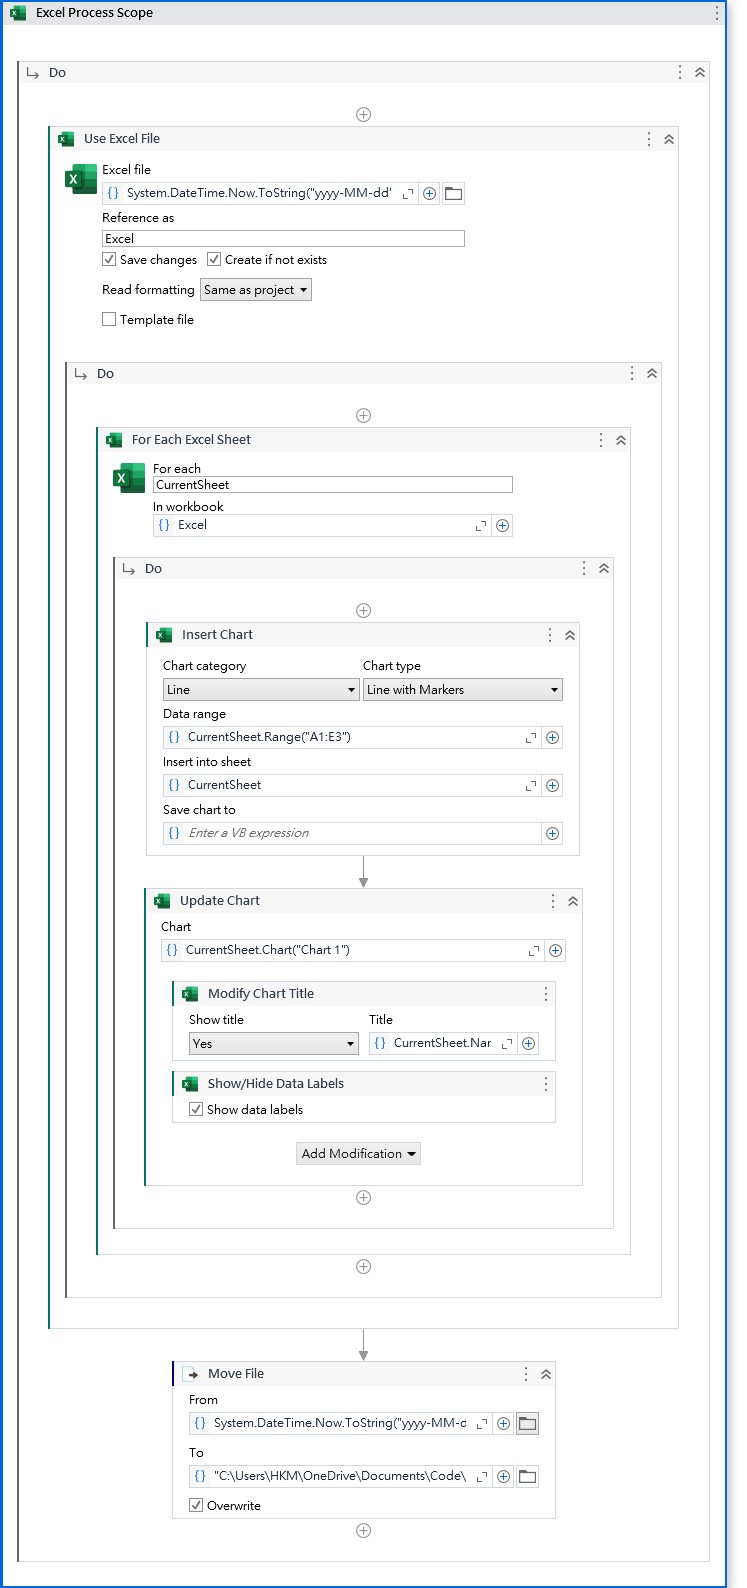 Excel Process Scope
Do
Use Excel File
Excel file
{} System.DateTime.Now.ToString("yyyy-MM-dd"
Reference as
Excel
Save changes Create if not exists
Read formatting Same as project
Template file
Do
For Each Excel Sheet
For each
CurrentSheet
In workbook
{} Excel
Do
Insert Chart
Chart category Chart type
Line Line with Markers
Data range
{} CurrentSheet.Range("A1:E3")
Insert into sheet
{} CurrentSheet
Save chart to
{} Enter a VB expression
Update Chart
Chart
{} CurrentSheet.Chart("Chart 1")
Modify Chart Title
Show title Title
Yes {} CurrentSheet.Nar
Show/Hide Data Labels
Show data labels
Add Modification
Move File
From
{} System.DateTime.Now.ToString("yyyy-MM-d
To
{} "C:\Users\HKM\OneDrive\Documents\Code\
Overwrite